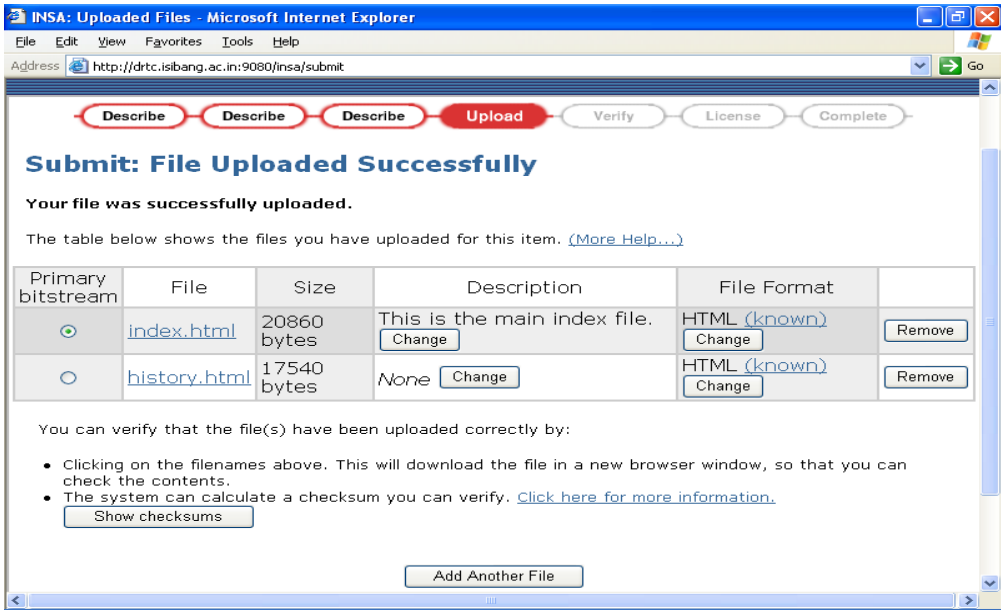 INSA: Uploaded Files - Microsoft Internet Explorer
File Edit View Favorites Tools Help
Address http://drtc.isibang.ac.in:9080/insa/submit Go
Describe Describe Describe Upload Verify License Complete
Submit: File Uploaded Successfully
Your file was successfully uploaded.
The table below shows the files you have uploaded for this item. (More Help...)
Primary bitstream File Size Description File Format
index.html 20860 bytes This is the main index file. Change HTML (known) Change Remove
history.html 17540 bytes None Change HTML (known) Change Remove
You can verify that the file(s) have been uploaded correctly by:
• Clicking on the filenames above. This will download the file in a new browser window, so that you can
check the contents.
• The system can calculate a checksum you can verify. Click here for more information.
Show checksums
Add Another File